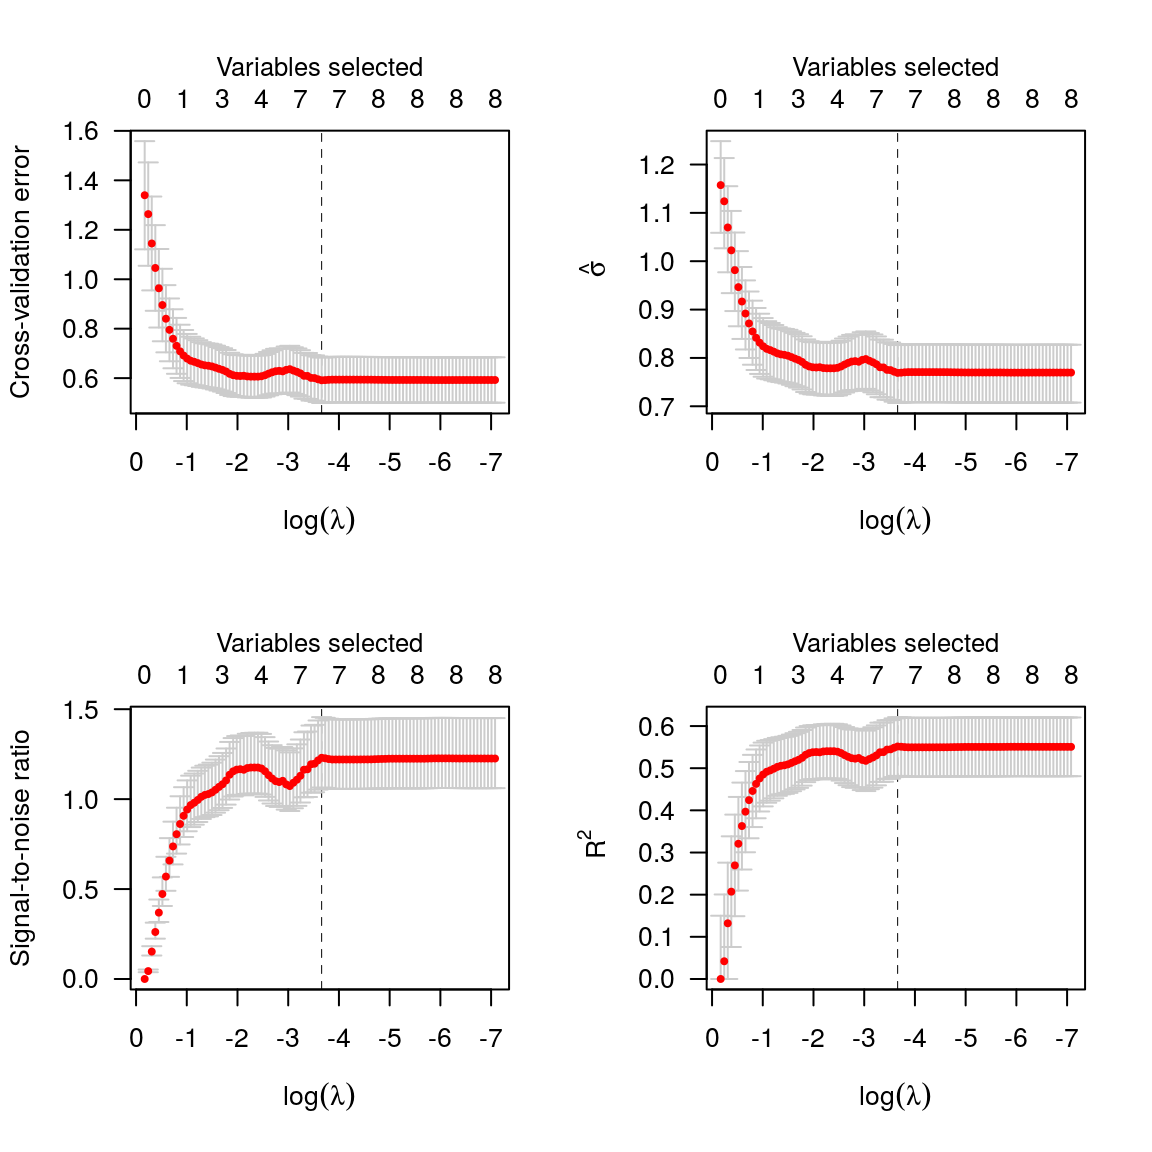 Variables selected
0 1 3 4 7 7 8 8 8 8
1.6
1.4
1.2
1.0
0.8
0.6
Cross-validation error
0 -1 -2 -3 -4 -5 -6 -7
log(λ)
Variables selected
0 1 3 4 7 7 8 8 8 8
1.2
1.1
1.0
0.9
0.8
0.7
σ̂
0 -1 -2 -3 -4 -5 -6 -7
log(λ)
Variables selected
0 1 3 4 7 7 8 8 8 8
1.5
1.0
0.5
0.0
Signal-to-noise ratio
0 -1 -2 -3 -4 -5 -6 -7
log(λ)
Variables selected
0 1 3 4 7 7 8 8 8 8
0.6
0.5
0.4
0.3
0.2
0.1
0.0
R²
0 -1 -2 -3 -4 -5 -6 -7
log(λ)